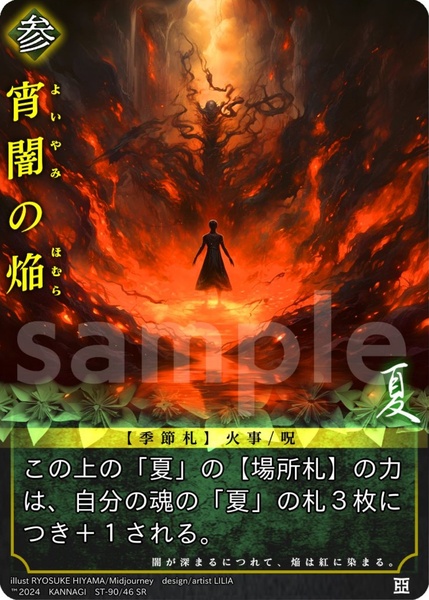 参
宵闇の焔
よいやみ
ほむら
sample
夏
【季節札】火事/呪
この上の「夏」の【場所札】の力
は、自分の魂の「夏」の札３枚に
つき＋１される。
闇が深まるにつれて、焔は紅に染まる。
illust RYOSUKE HIYAMA/Midjourney design/artist LILIA
™2024 KANNAGI ST-90/46 SR